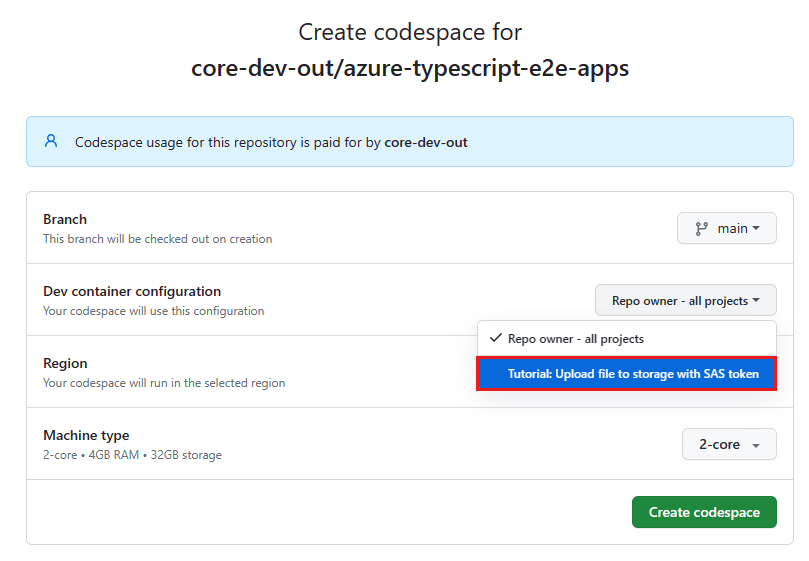 Create codespace for
core-dev-out/azure-typescript-e2e-apps
Codespace usage for this repository is paid for by core-dev-out
Branch
This branch will be checked out on creation
main
Dev container configuration
Your codespace will use this configuration
Repo owner - all projects
Repo owner - all projects
Tutorial: Upload file to storage with SAS token
Region
Your codespace will run in the selected region
Machine type
2-core • 4GB RAM • 32GB storage
2-core
Create codespace